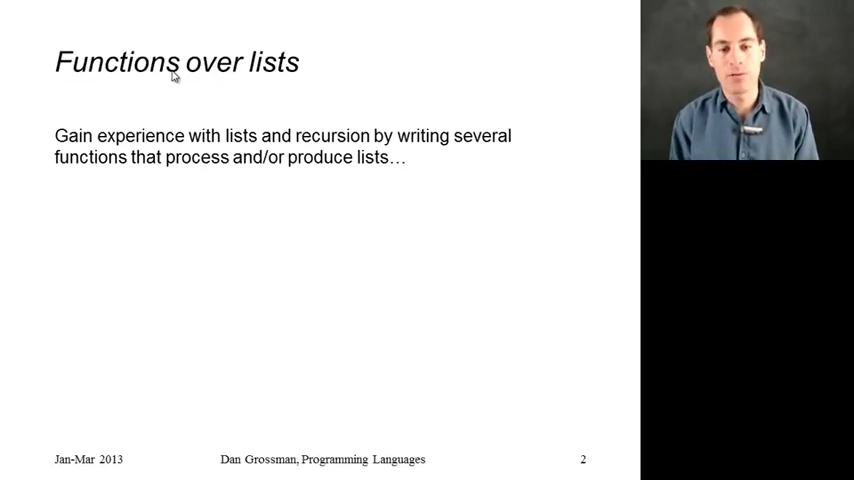 Functions over lists
Gain experience with lists and recursion by writing several
functions that process and/or produce lists…
Jan-Mar 2013
Dan Grossman, Programming Languages
2